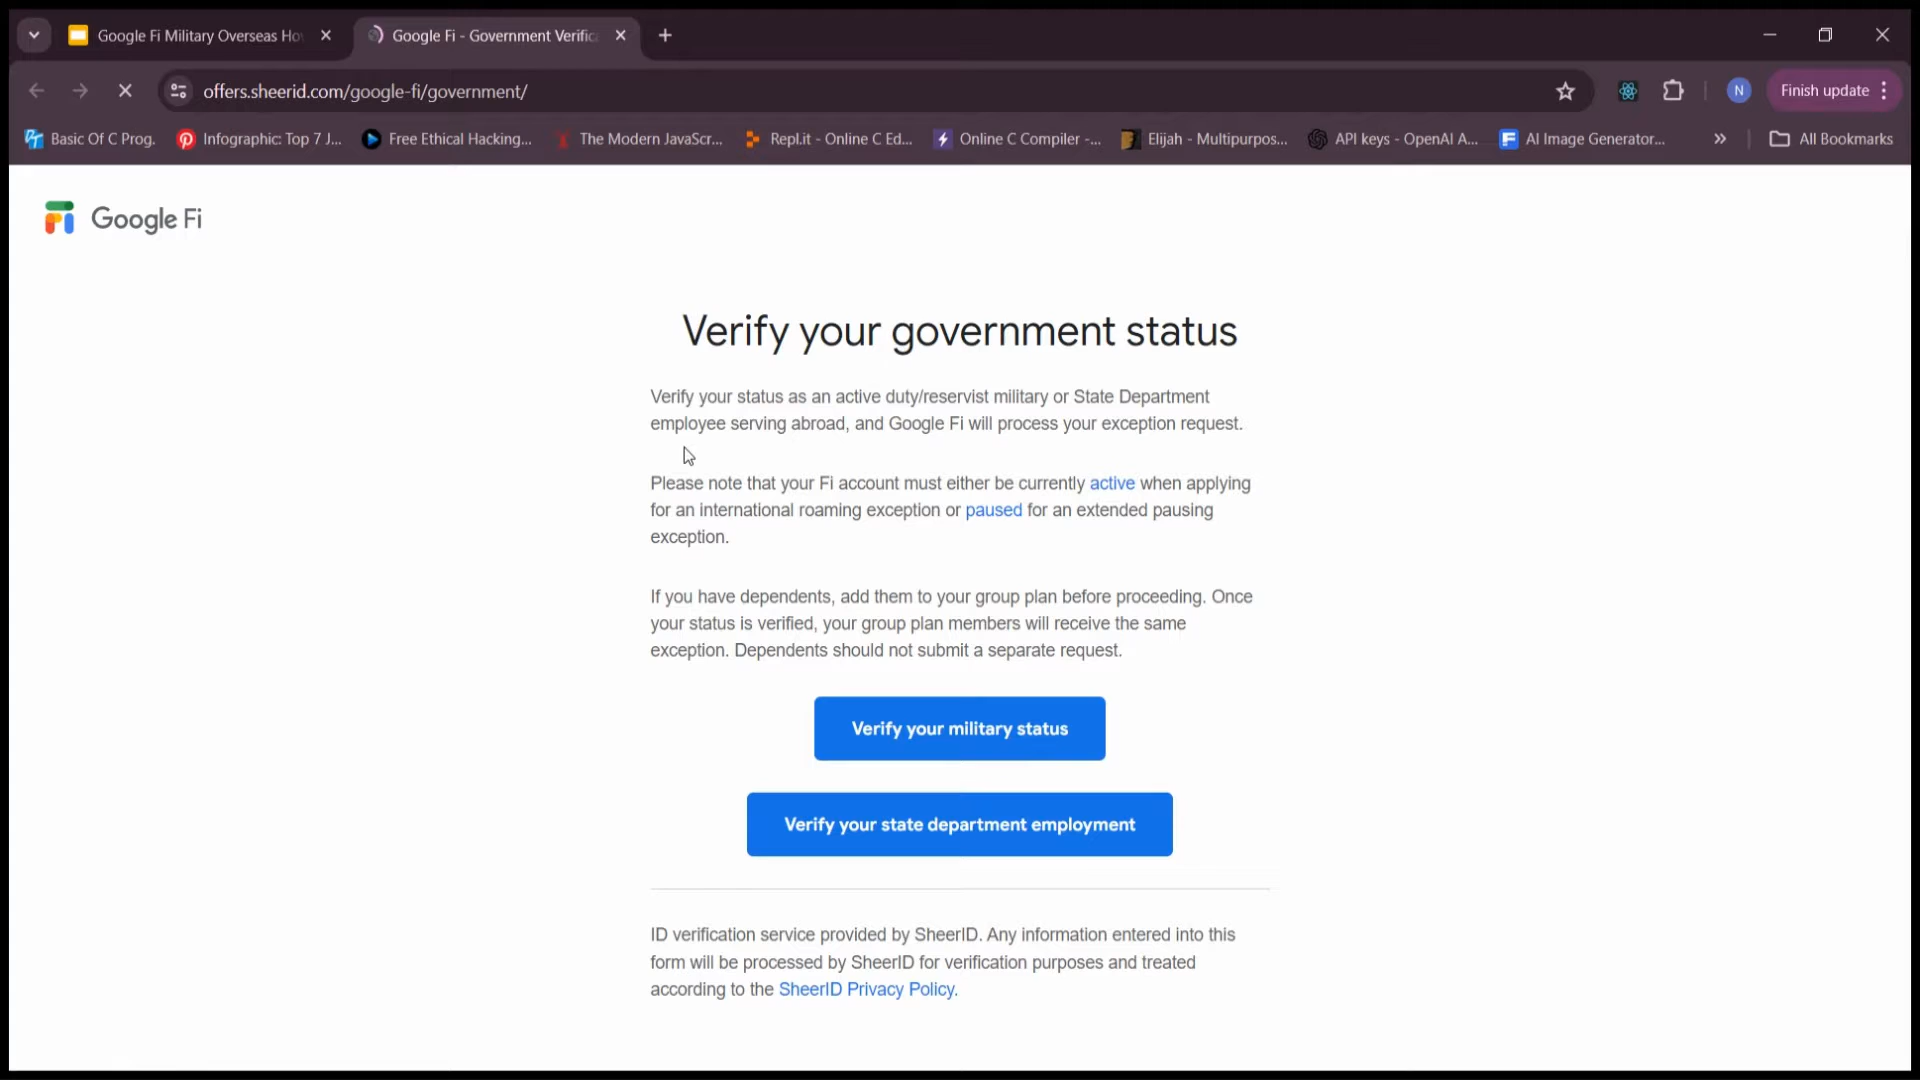 Google Fi Military Overseas Ho
Google Fi - Government Verific
offers.sheerid.com/google-fi/government/
N
Finish update
Basic Of C Prog.
Infographic: Top 7 J...
Free Ethical Hacking...
The Modern JavaScr...
Repl.it - Online C Ed...
Online C Compiler -...
Elijah - Multipurpos...
API keys - OpenAI A...
AI Image Generator...
All Bookmarks
Google Fi
Verify your government status
Verify your status as an active duty/reservist military or State Department
employee serving abroad, and Google Fi will process your exception request.
Please note that your Fi account must either be currently active when applying
for an international roaming exception or paused for an extended pausing
exception.
If you have dependents, add them to your group plan before proceeding. Once
your status is verified, your group plan members will receive the same
exception. Dependents should not submit a separate request.
Verify your military status
Verify your state department employment
ID verification service provided by SheerID. Any information entered into this
form will be processed by SheerID for verification purposes and treated
according to the SheerID Privacy Policy.